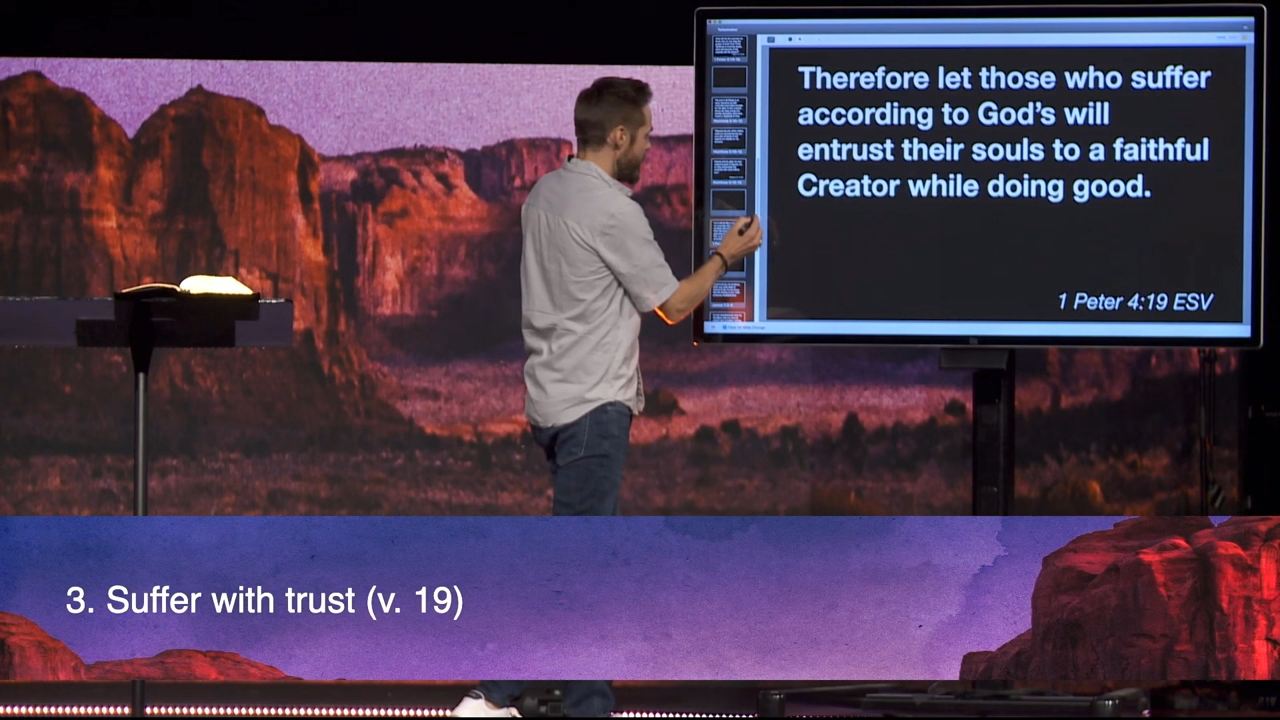 Therefore let those who suffer
according to God's will
entrust their souls to a faithful
Creator while doing good.
1 Peter 4:19 ESV
3. Suffer with trust (v. 19)